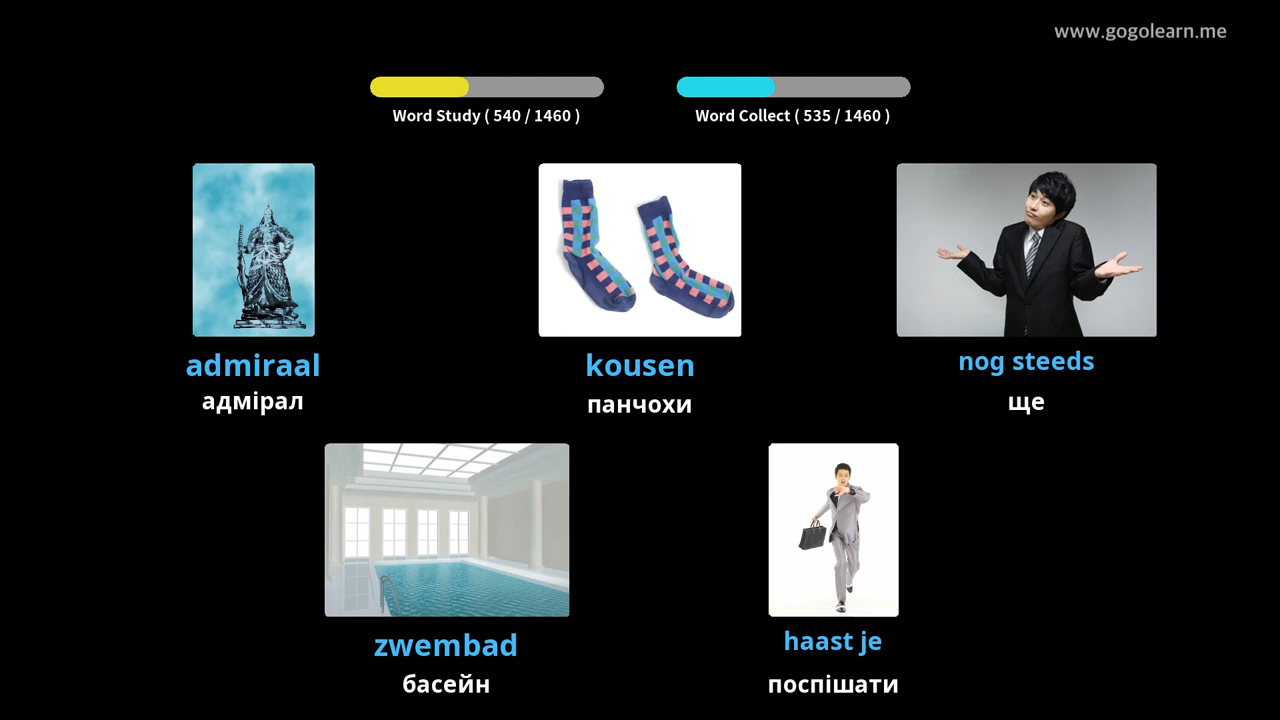 www.gogolearn.me
Word Study ( 540 / 1460 )
Word Collect ( 535 / 1460 )
admiraal
адмірал
kousen
панчохи
nog steeds
ще
zwembad
басейн
haast je
поспішати